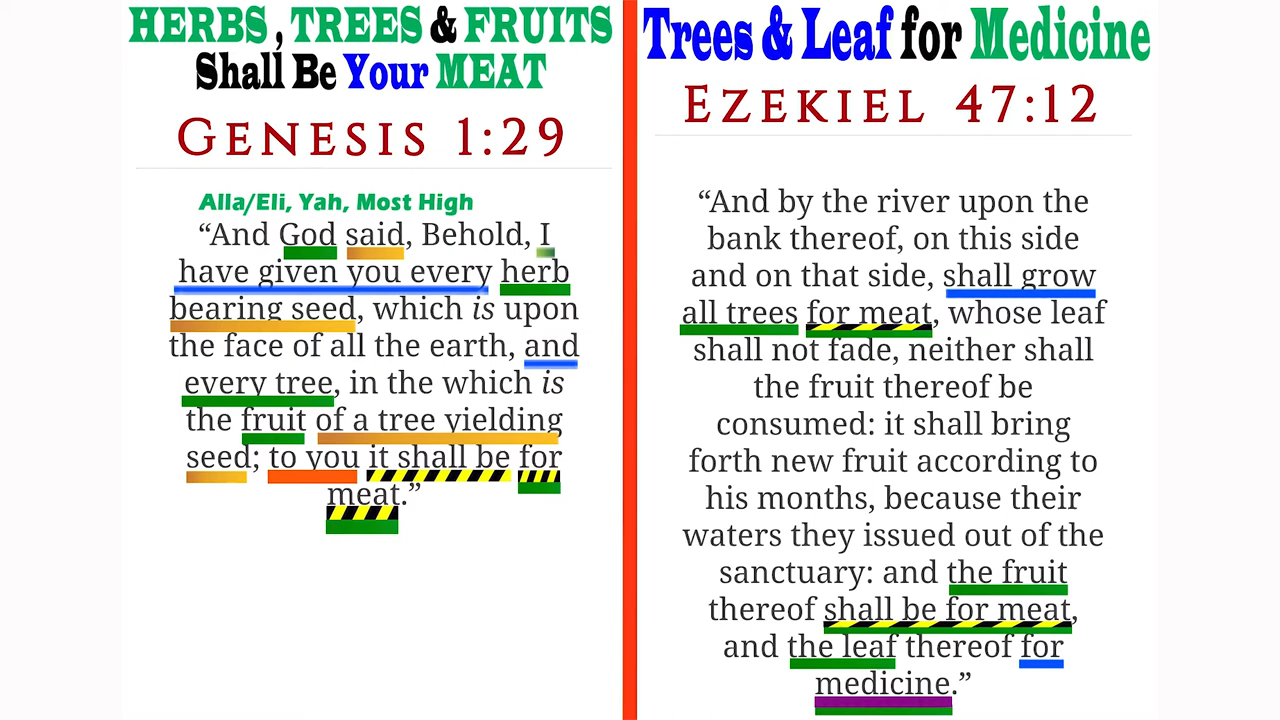 HERBS, TREES & FRUITS
Shall Be Your MEAT
GENESIS 1:29
Alla/Eli, Yah, Most High
“And God said, Behold, I
have given you every herb
bearing seed, which is upon
the face of all the earth, and
every tree, in the which is
the fruit of a tree yielding
seed; to you it shall be for
meat.”
Trees & Leaf for Medicine
EZEKIEL 47:12
“And by the river upon the
bank thereof, on this side
and on that side, shall grow
all trees for meat, whose leaf
shall not fade, neither shall
the fruit thereof be
consumed: it shall bring
forth new fruit according to
his months, because their
waters they issued out of the
sanctuary: and the fruit
thereof shall be for meat,
and the leaf thereof for
medicine.”